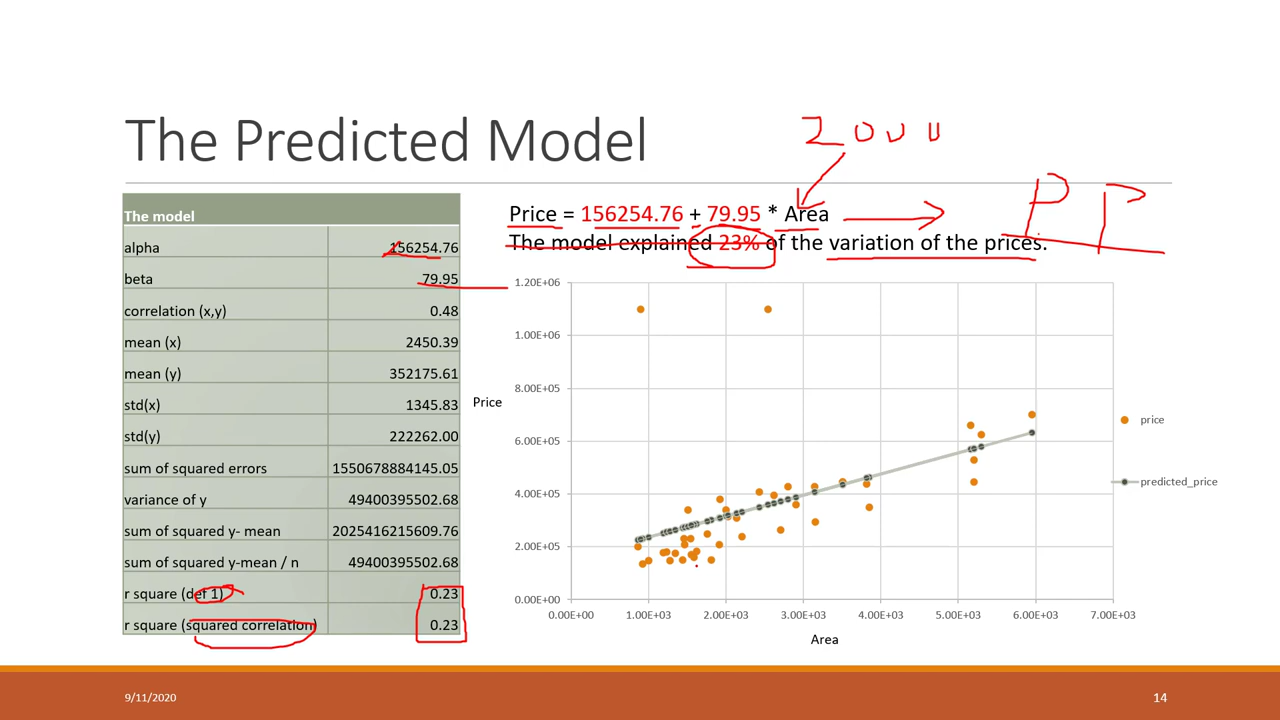 The Predicted Model
2000
The model
alpha 156254.76
beta 79.95
correlation (x,y) 0.48
mean (x) 2450.39
mean (y) 352175.61
std(x) 1345.83
std(y) 222262.00
sum of squared errors 1550678884145.05
variance of y 49400395502.68
sum of squared y- mean 2025416215609.76
sum of squared y-mean / n 49400395502.68
r square (def 1) 0.23
r square (squared correlation) 0.23
Price = 156254.76 + 79.95 * Area
PP
The model explained 23% of the variation of the prices.
1.20E+06
1.00E+06
8.00E+05
6.00E+05
4.00E+05
2.00E+05
0.00E+00
Price
0.00E+00 1.00E+03 2.00E+03 3.00E+03 4.00E+03 5.00E+03 6.00E+03 7.00E+03
Area
price
predicted_price
9/11/2020
14